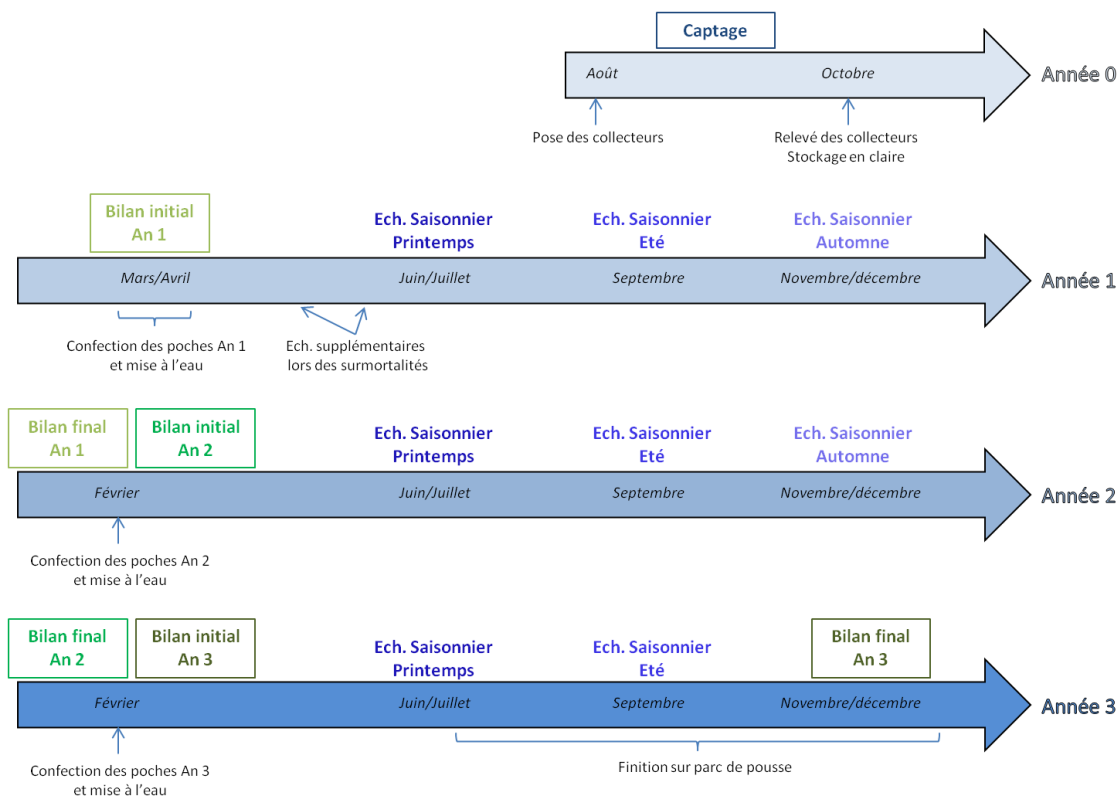 Captage
Août
Octobre
Année 0
Pose des collecteurs
Relevé des collecteurs
Stockage en claire
Bilan initial
An 1
Ech. Saisonnier
Printemps
Ech. Saisonnier
Eté
Ech. Saisonnier
Automne
Mars/Avril
Juin/Juillet
Septembre
Novembre/décembre
Année 1
Confection des poches An 1
et mise à l'eau
Ech. supplémentaires
lors des surmortalités
Bilan final
An 1
Bilan initial
An 2
Ech. Saisonnier
Printemps
Ech. Saisonnier
Eté
Ech. Saisonnier
Automne
Février
Juin/Juillet
Septembre
Novembre/décembre
Année 2
Confection des poches An 2
et mise à l'eau
Bilan final
An 2
Bilan initial
An 3
Ech. Saisonnier
Printemps
Ech. Saisonnier
Eté
Bilan final
An 3
Février
Juin/Juillet
Septembre
Novembre/décembre
Année 3
Confection des poches An 3
et mise à l'eau
Finition sur parc de pousse